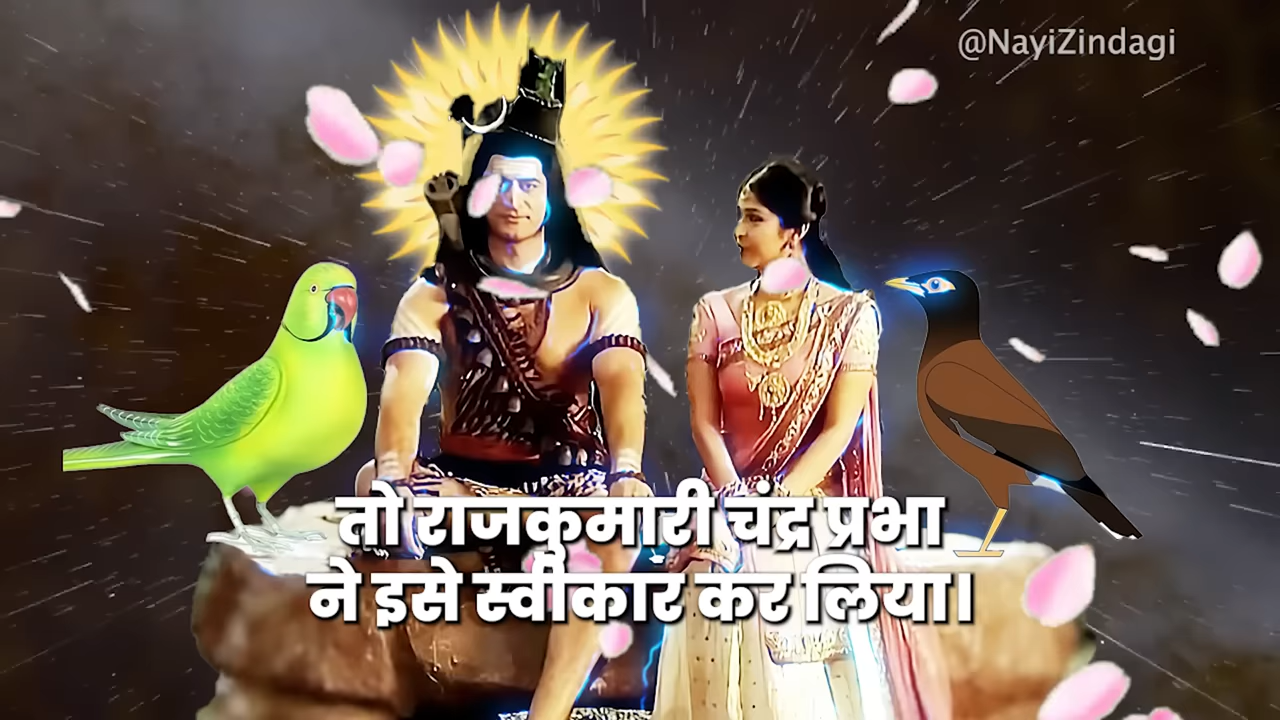 @NayiZindagi
तो राजकुमारी चंद्र प्रभा
ने इसे स्वीकार कर लिया।